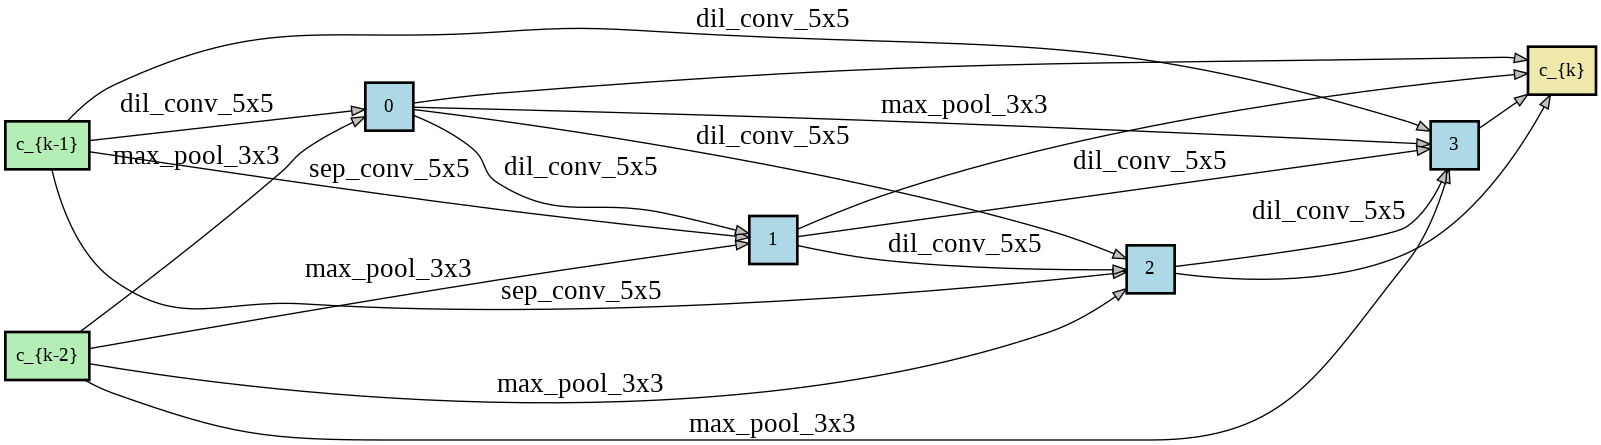 dil_conv_5x5
c_{k}
0
dil_conv_5x5
max_pool_3x3
dil_conv_5x5
c_{k-1}
3
max_pool_3x3
sep_conv_5x5
dil_conv_5x5
dil_conv_5x5
dil_conv_5x5
1
dil_conv_5x5
max_pool_3x3
2
sep_conv_5x5
c_{k-2}
max_pool_3x3
max_pool_3x3